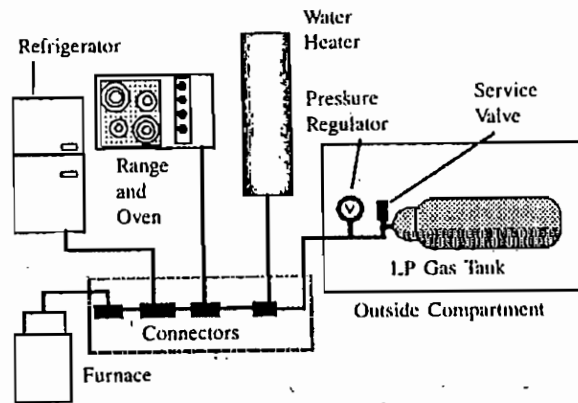 Water
Heater
Refrigerator
Pressure
Regulator
Service
Valve
Range
and
Oven
V
LP Gas Tank
Connectors
Outside Compartment
Furnace